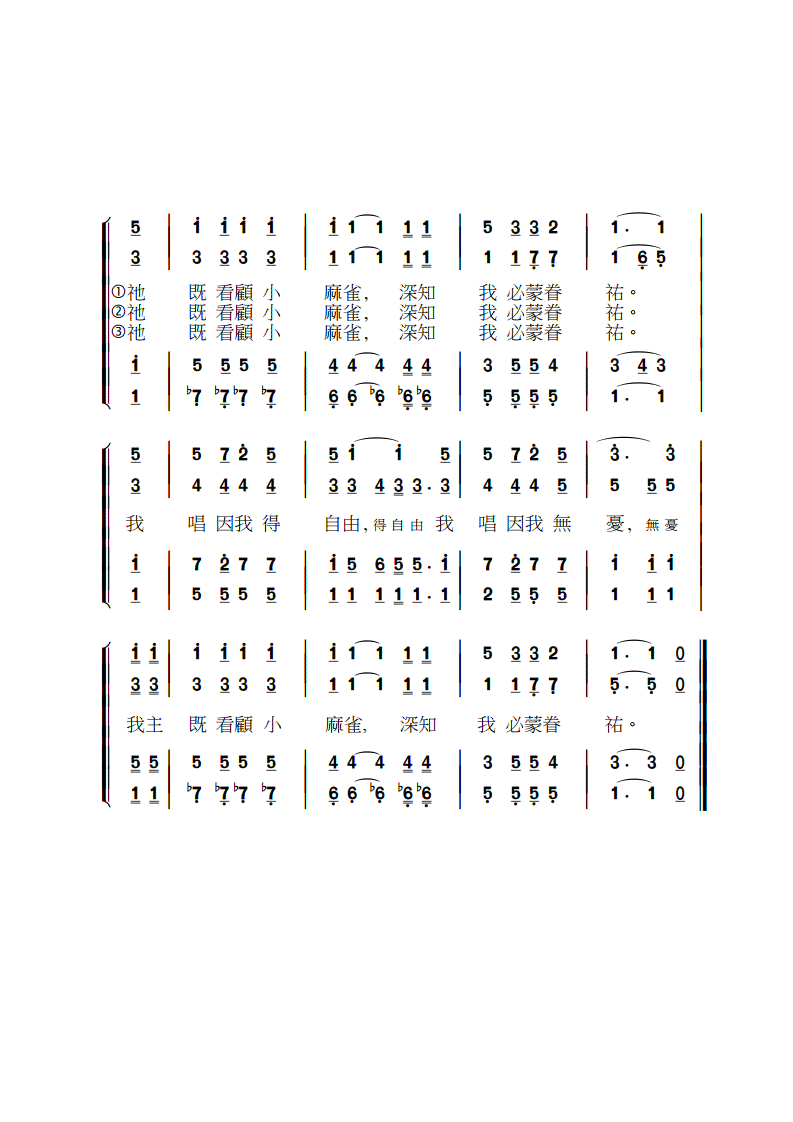 5 | 1̇ 1̇ 1̇ 1̇ | 1̇ 1 1 1 1 | 5 3 3 2 | 1 . 1
3 | 3 3 3 3 | 1 1 1 1 1 | 1 1 7̣ 7̣ | 1 6̣ 5̣
①祂 既 看顧 小 麻雀, 深知 我 必蒙眷 祐。
②祂 既 看顧 小 麻雀, 深知 我 必蒙眷 祐。
③祂 既 看顧 小 麻雀, 深知 我 必蒙眷 祐。
1̇ | 5 5 5 5 | 4 4 4 4 4 | 3 5 5 4 | 3 4 3
1 | ♭7̣ ♭7̣ ♭7̣ ♭7̣ | 6̣ 6̣ ♭6̣ ♭6̣ ♭6̣ | 5̣ 5̣ 5̣ 5̣ | 1 . 1
5 | 5 7 2̇ 5 | 5 1̇ 1̇ 5 | 5 7 2̇ 5 | 3̇ . 3̇
3 | 4 4 4 4 | 3 3 4 3 3 . 3 | 4 4 4 5 | 5 5 5
我 唱 因我 得 自由, 得 自 由 我 唱 因我 無 憂, 無 憂
1̇ | 7 2̇ 7 7 | 1̇ 5 6 5 5 . 1̇ | 7 2̇ 7 7 | 1̇ 1̇ 1̇
1 | 5 5 5 5 | 1 1 1 1 1 . 1 | 2 5 5̣ 5 | 1 1 1
1̇ 1̇ | 1̇ 1̇ 1̇ 1̇ | 1̇ 1 1 1 1 | 5 3 3 2 | 1 . 1 0
3 3 | 3 3 3 3 | 1 1 1 1 1 | 1 1 7̣ 7̣ | 5̣ . 5̣ 0
我主 既 看顧 小 麻雀, 深知 我 必蒙眷 祐。
5 5 | 5 5 5 5 | 4 4 4 4 4 | 3 5 5 4 | 3 . 3 0
1 1 | ♭7̣ ♭7̣ ♭7̣ ♭7̣ | 6̣ 6̣ ♭6̣ ♭6̣ ♭6̣ | 5̣ 5̣ 5̣ 5̣ | 1 . 1 0